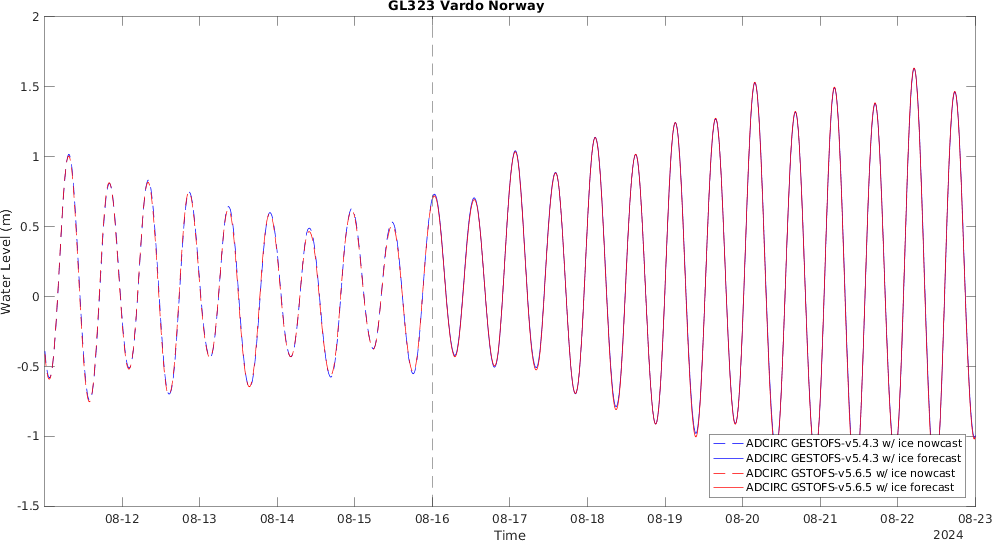 GL323 Vardo Norway
2
1.5
1
0.5
0
-0.5
-1
-1.5
Water Level (m)
ADCIRC GESTOFS-v5.4.3 w/ ice nowcast
ADCIRC GESTOFS-v5.4.3 w/ ice forecast
ADCIRC GSTOFS-v5.6.5 w/ ice nowcast
ADCIRC GSTOFS-v5.6.5 w/ ice forecast
08-12 08-13 08-14 08-15 08-16 08-17 08-18 08-19 08-20 08-21 08-22 08-23
Time
2024